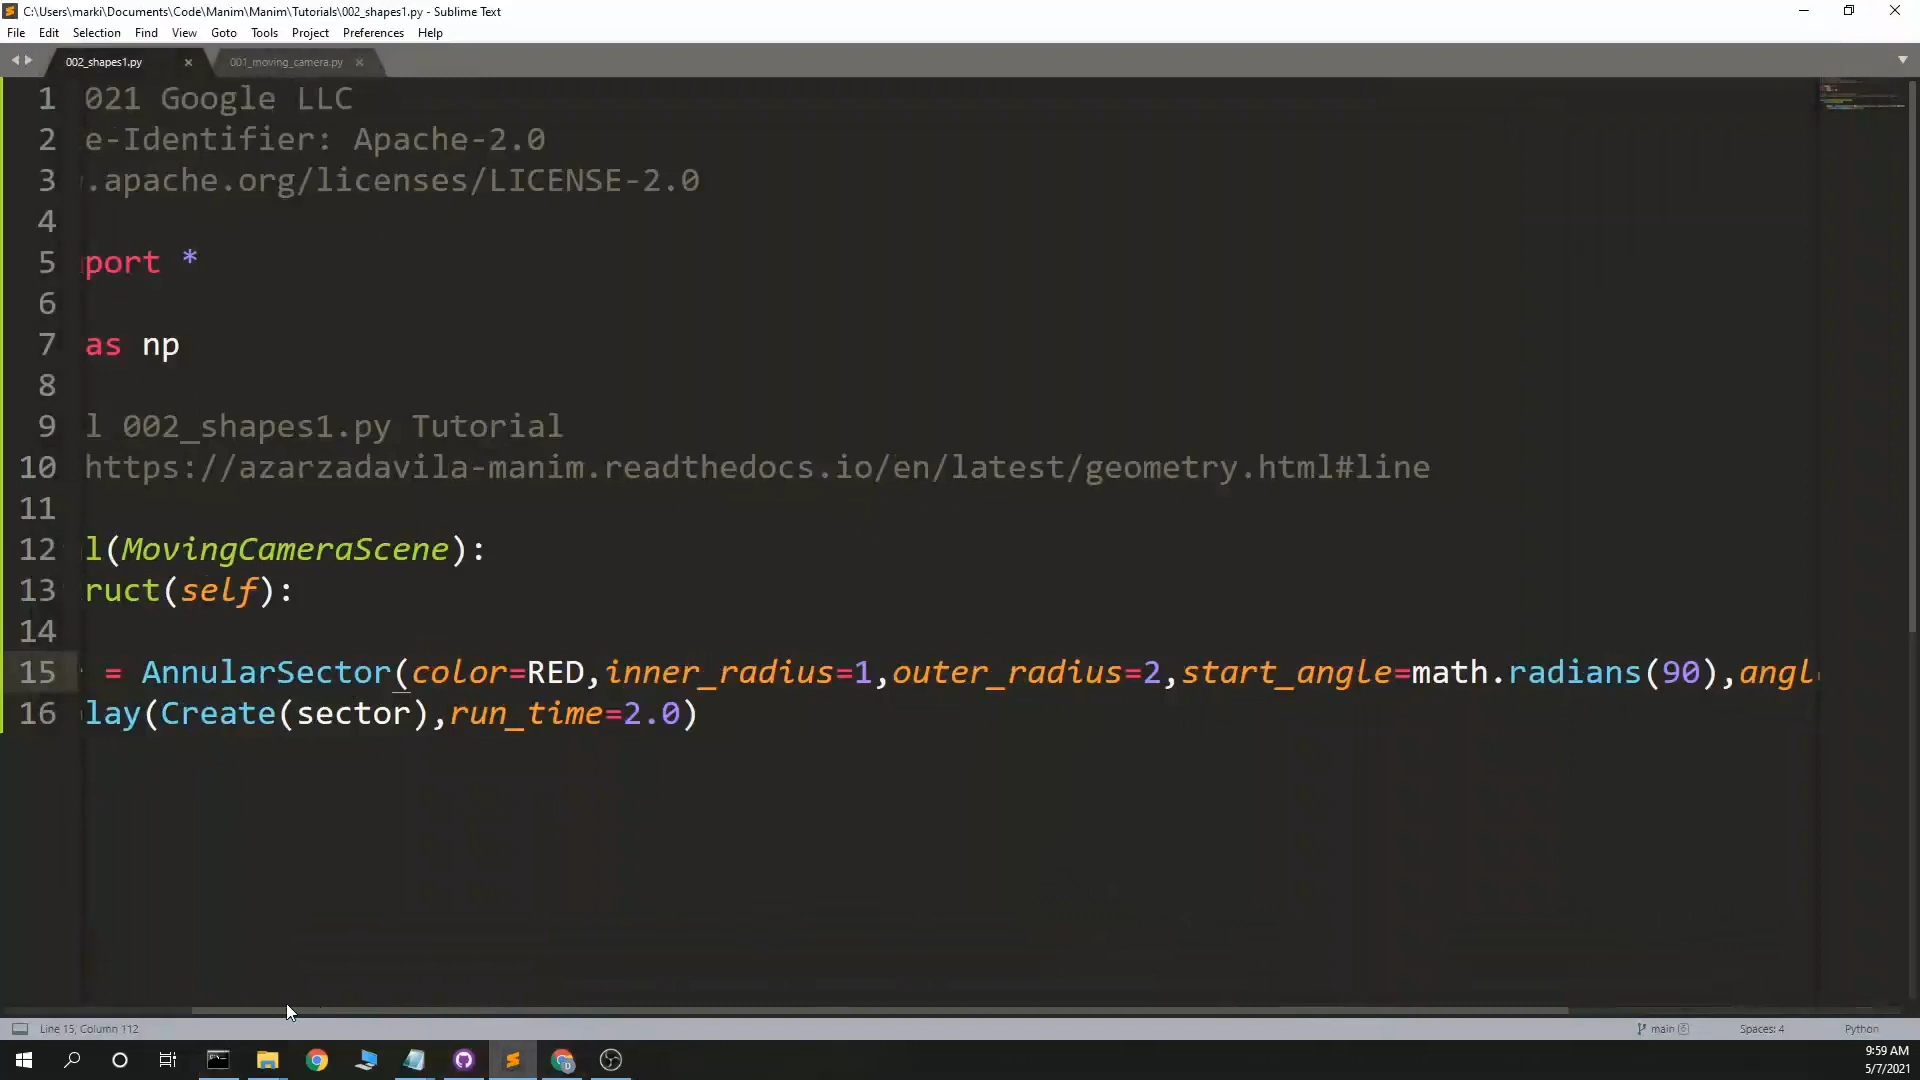 C:\Users\marki\Documents\Code\Manim\Manim\Tutorials\002_shapes1.py - Sublime Text
File Edit Selection Find View Goto Tools Project Preferences Help
002_shapes1.py 001_moving_camera.py
1 021 Google LLC
2 e-Identifier: Apache-2.0
3 .apache.org/licenses/LICENSE-2.0
4
5 port *
6
7 as np
8
9 l 002_shapes1.py Tutorial
10 https://azarzadavila-manim.readthedocs.io/en/latest/geometry.html#line
11
12 l(MovingCameraScene):
13 ruct(self):
14
15 = AnnularSector(color=RED,inner_radius=1,outer_radius=2,start_angle=math.radians(90),angl
16 lay(Create(sector),run_time=2.0)
Line 15, Column 112 main 6 Spaces: 4 Python
9:59 AM
5/7/2021